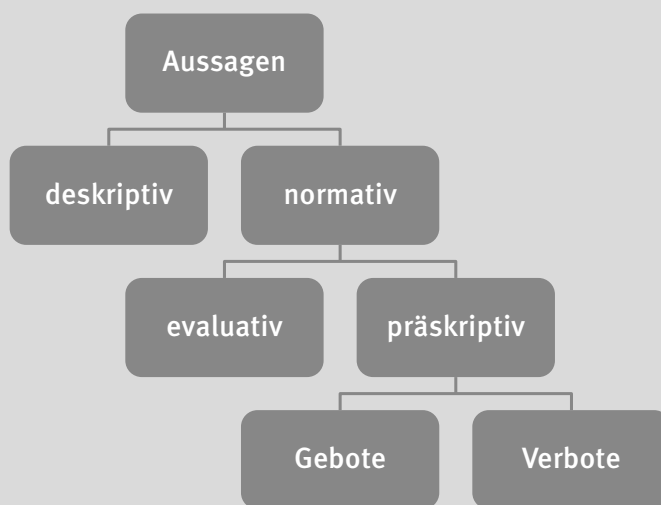 Aussagen
deskriptiv
normativ
evaluativ
präskriptiv
Gebote
Verbote